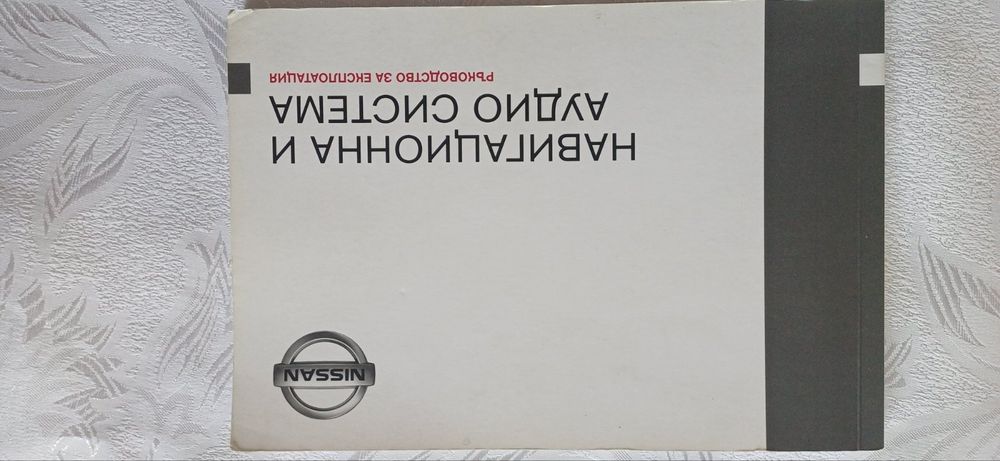 НАВИГАЦИОННА И
АУДИО СИСТЕМА
РЪКОВОДСТВО ЗА ЕКСПЛОАТАЦИЯ
NISSAN